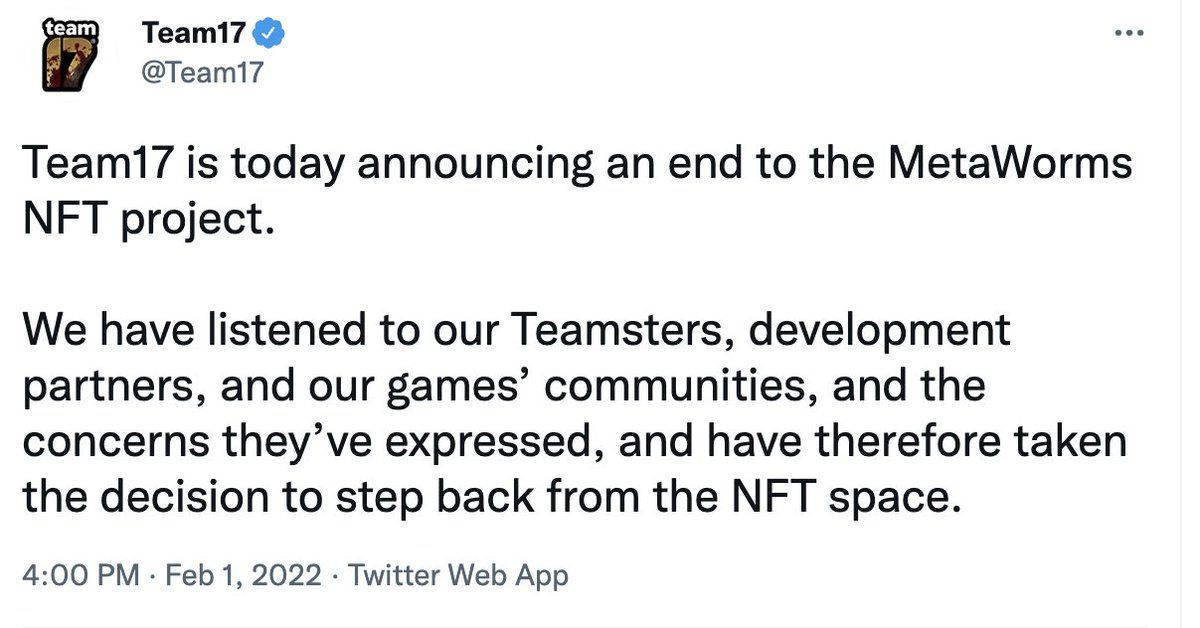 team
17
Team17
@Team17
Team17 is today announcing an end to the MetaWorms
NFT project.
We have listened to our Teamsters, development
partners, and our games’ communities, and the
concerns they’ve expressed, and have therefore taken
the decision to step back from the NFT space.
4:00 PM · Feb 1, 2022 · Twitter Web App